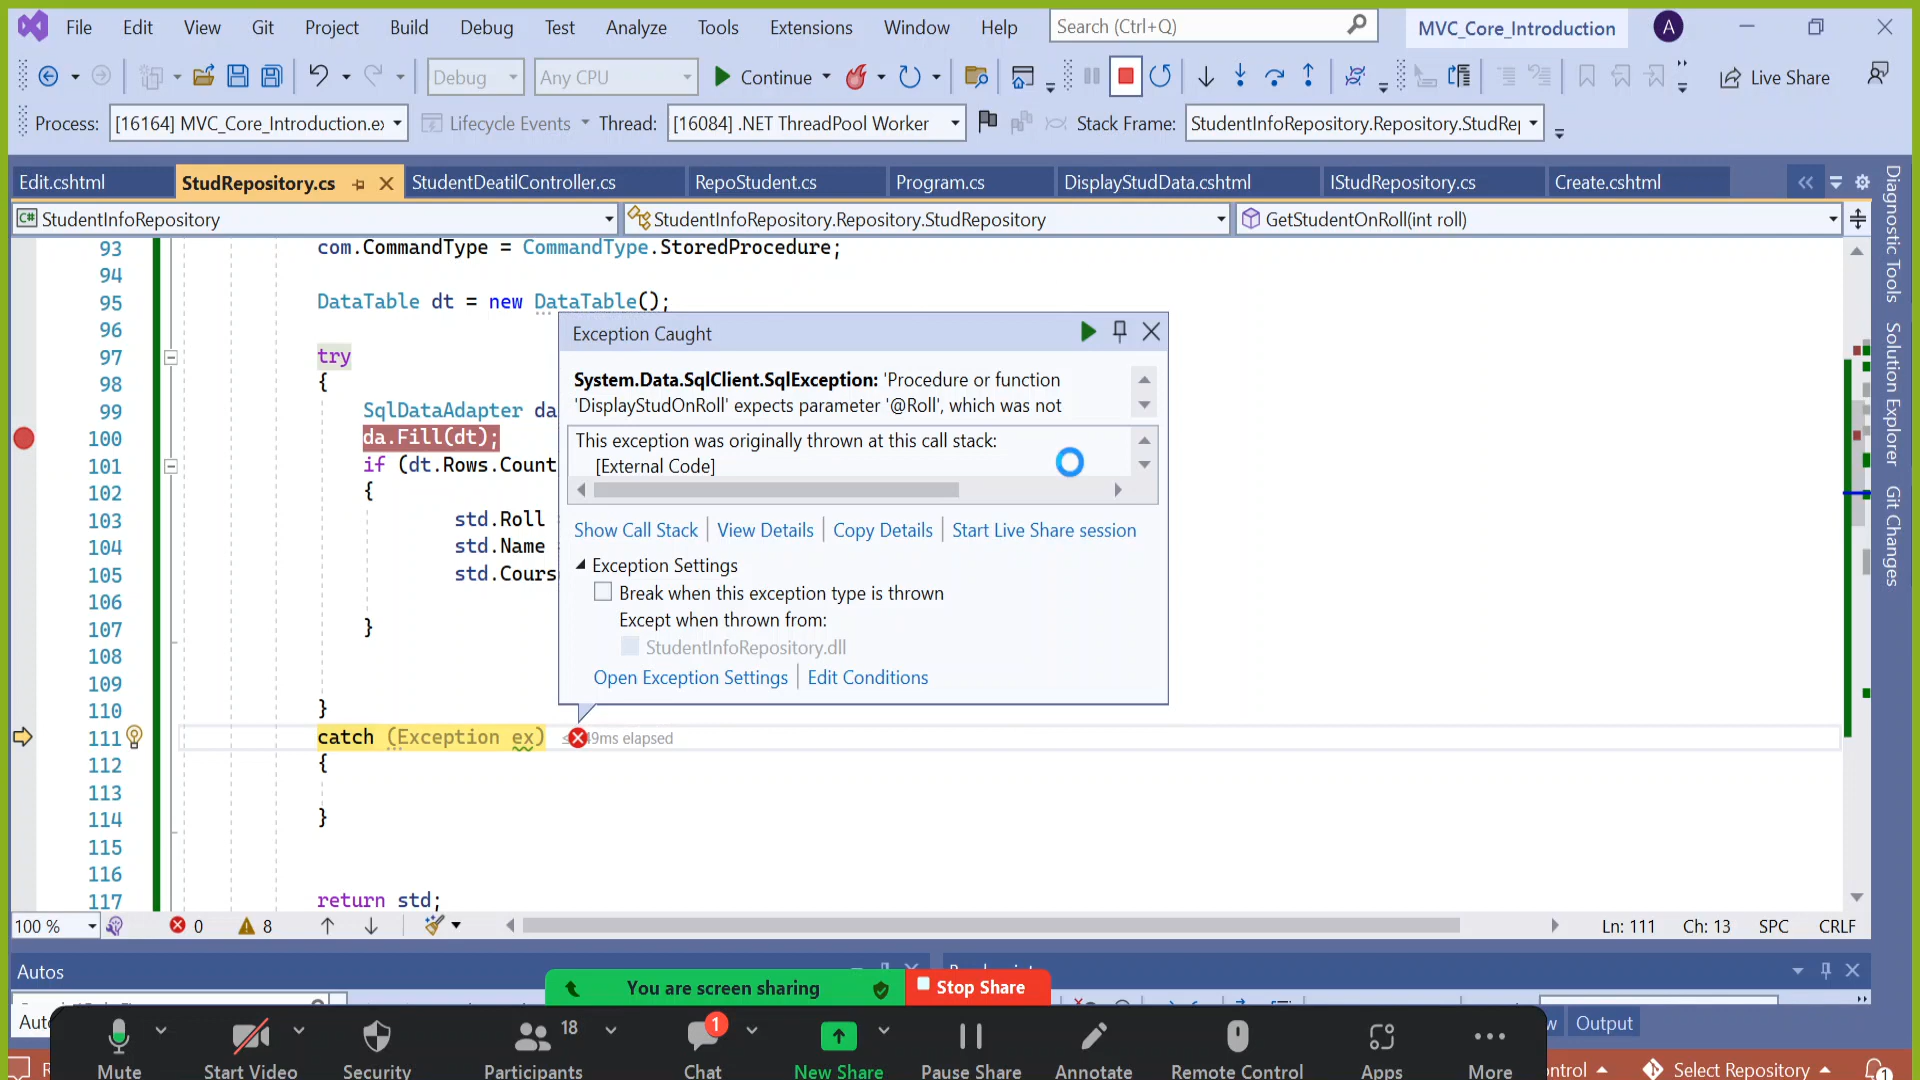 File Edit View Git Project Build Debug Test Analyze Tools Extensions Window Help Search (Ctrl+Q) MVC_Core_Introduction A
Debug Any CPU Continue Live Share
Process: [16164] MVC_Core_Introduction.ex Lifecycle Events Thread: [16084] .NET ThreadPool Worker Stack Frame: StudentInfoRepository.Repository.StudRep
Edit.cshtml StudRepository.cs StudentDeatilController.cs RepoStudent.cs Program.cs DisplayStudData.cshtml IStudRepository.cs Create.cshtml
C# StudentInfoRepository StudentInfoRepository.Repository.StudRepository GetStudentOnRoll(int roll)
93 com.CommandType = CommandType.StoredProcedure;
94
95 DataTable dt = new DataTable();
96
97 try
98 {
99 SqlDataAdapter da
100 da.Fill(dt);
101 if (dt.Rows.Count
102 {
103 std.Roll
104 std.Name
105 std.Cours
106
107 }
108
109
110 }
111 catch (Exception ex) 49ms elapsed
112 {
113
114 }
115
116
117 return std;
Exception Caught
System.Data.SqlClient.SqlException: 'Procedure or function
'DisplayStudOnRoll' expects parameter '@Roll', which was not
This exception was originally thrown at this call stack:
[External Code]
Show Call Stack View Details Copy Details Start Live Share session
Exception Settings
Break when this exception type is thrown
Except when thrown from:
StudentInfoRepository.dll
Open Exception Settings Edit Conditions
Diagnostic Tools
Solution Explorer
Git Changes
100 % 0 8 Ln: 111 Ch: 13 SPC CRLF
Autos
You are screen sharing Stop Share
Aut Output
18 1
Mute Start Video Security Participants Chat New Share Pause Share Annotate Remote Control Apps More
ontrol Select Repository 1